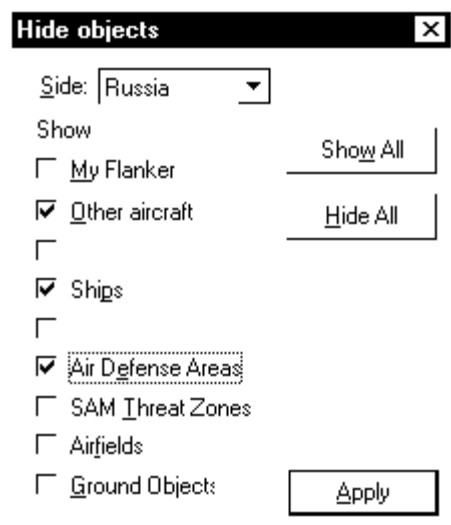 Hide objects
Side: Russia
Show
Show All
My Flanker
Other aircraft
Hide All
Ships
Air Defense Areas
SAM Threat Zones
Airfields
Ground Objects
Apply